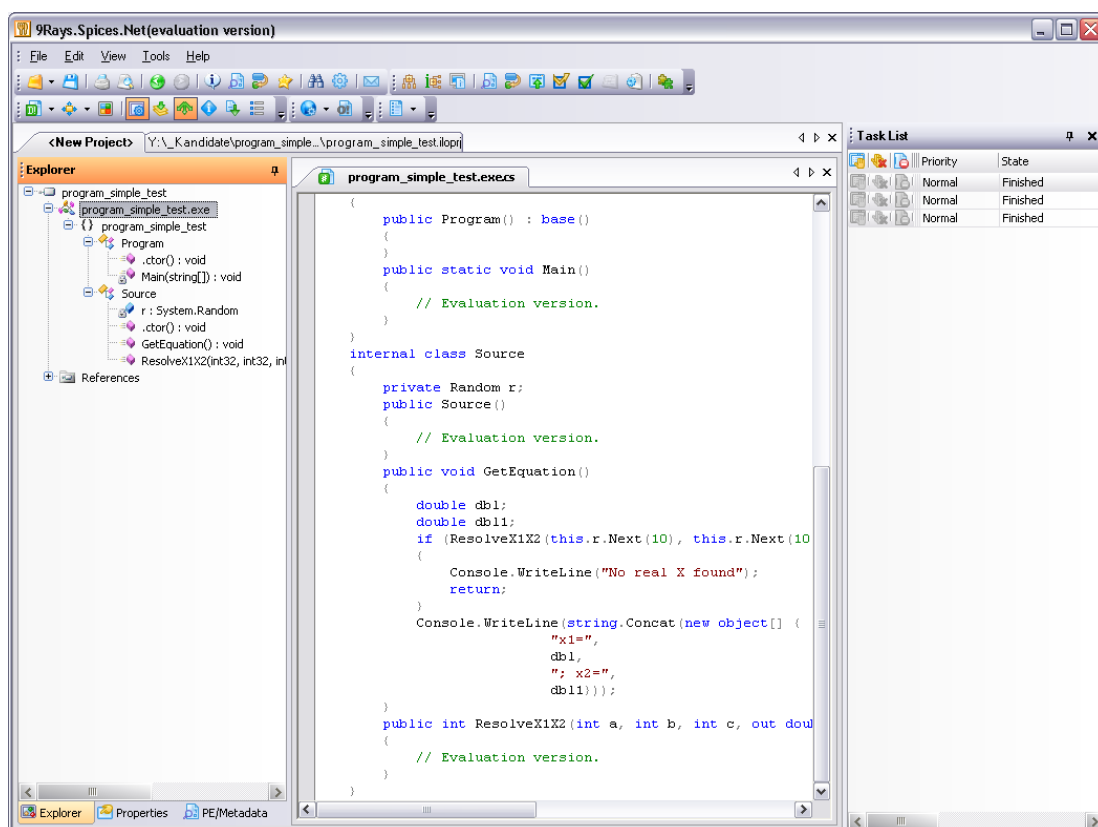 9Rays.Spices.Net(evaluation version)
File Edit View Tools Help
<New Project> Y:\_Kandidate\program_simple_test...\program_simple_test.iloprj
Explorer
program_simple_test
program_simple_test.exe
{} program_simple_test
Program
.ctor() : void
Main(string[]) : void
Source
r : System.Random
.ctor() : void
GetEquation() : void
ResolveX1X2(int32, int32, int
References
Explorer Properties PE/Metadata
program_simple_test.exe.cs
{
public Program() : base()
{
}
public static void Main()
{
// Evaluation version.
}
}
internal class Source
{
private Random r;
public Source()
{
// Evaluation version.
}
public void GetEquation()
{
double dbl;
double dbl1;
if (ResolveX1X2(this.r.Next(10), this.r.Next(10
{
Console.WriteLine("No real X found");
return;
}
Console.WriteLine(string.Concat(new object[] {
"x1=",
dbl,
"; x2=",
dbl1}));
}
public int ResolveX1X2(int a, int b, int c, out dou
{
// Evaluation version.
}
}
Task List
Priority State
Normal Finished
Normal Finished
Normal Finished